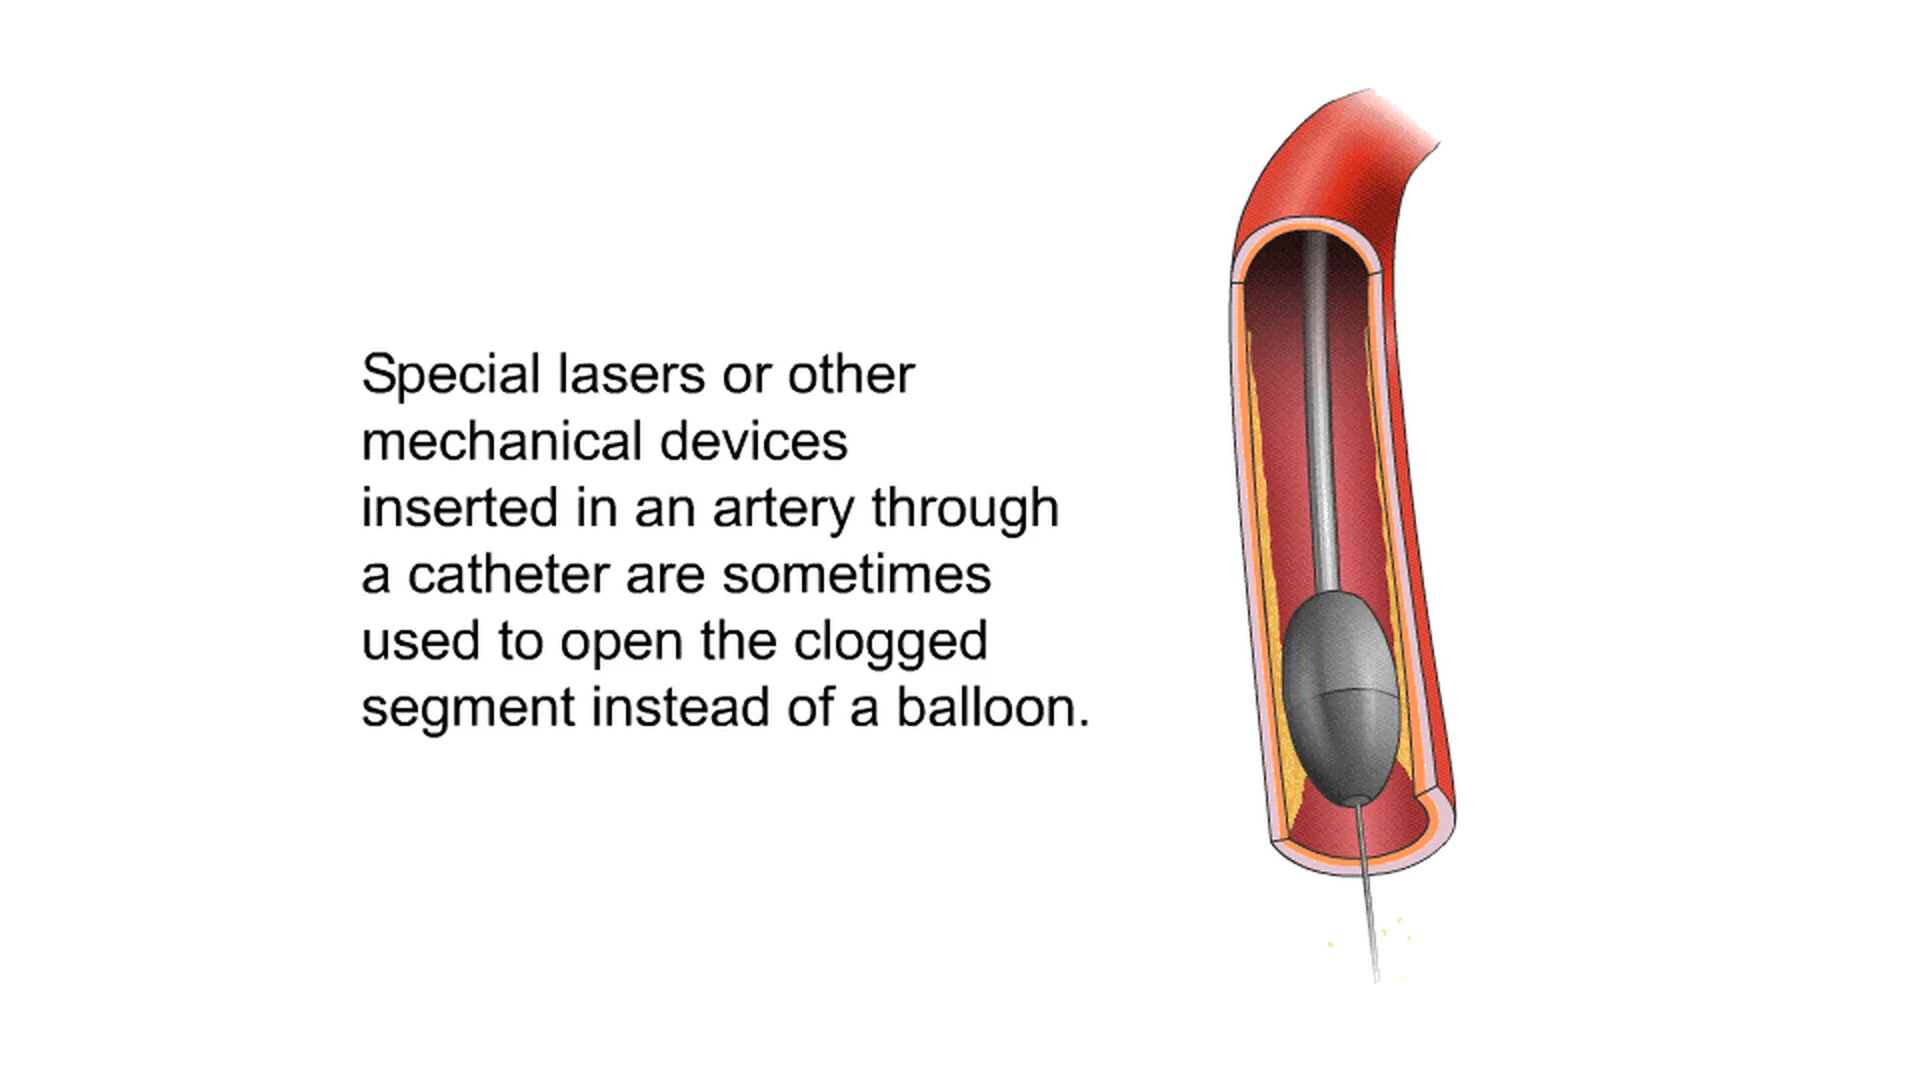 Special lasers or other
mechanical devices
inserted in an artery through
a catheter are sometimes
used to open the clogged
segment instead of a balloon.